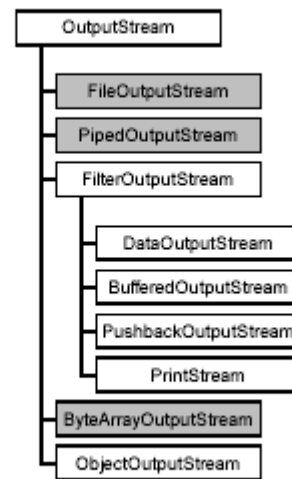 OutputStream
FileOutputStream
PipedOutputStream
FilterOutputStream
DataOutputStream
BufferedOutputStream
PushbackOutputStream
PrintStream
ByteArrayOutputStream
ObjectOutputStream